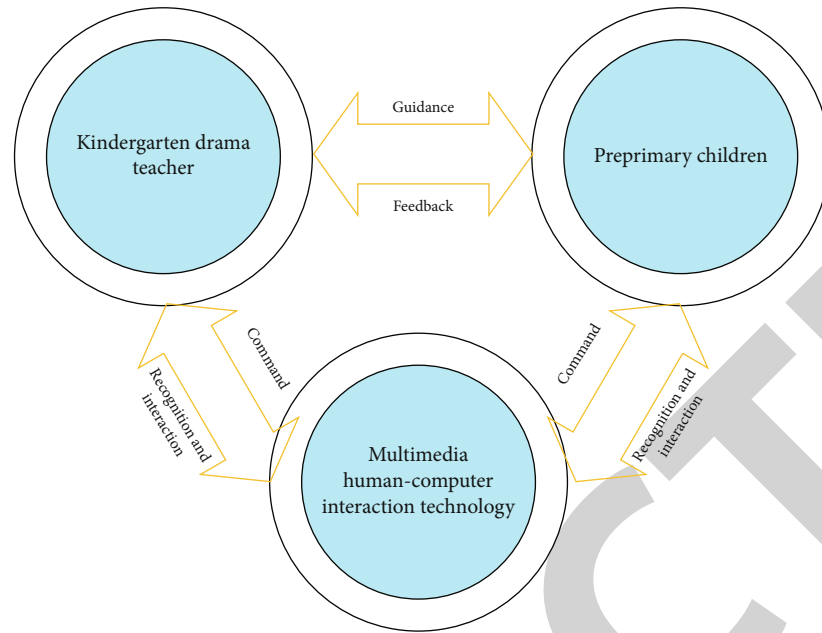 Guidance
Kindergarten drama
teacher
Preprimary children
Feedback
Command
Recognition and
interaction
Command
Recognition and
interaction
Multimedia
human-computer
interaction technology
CT